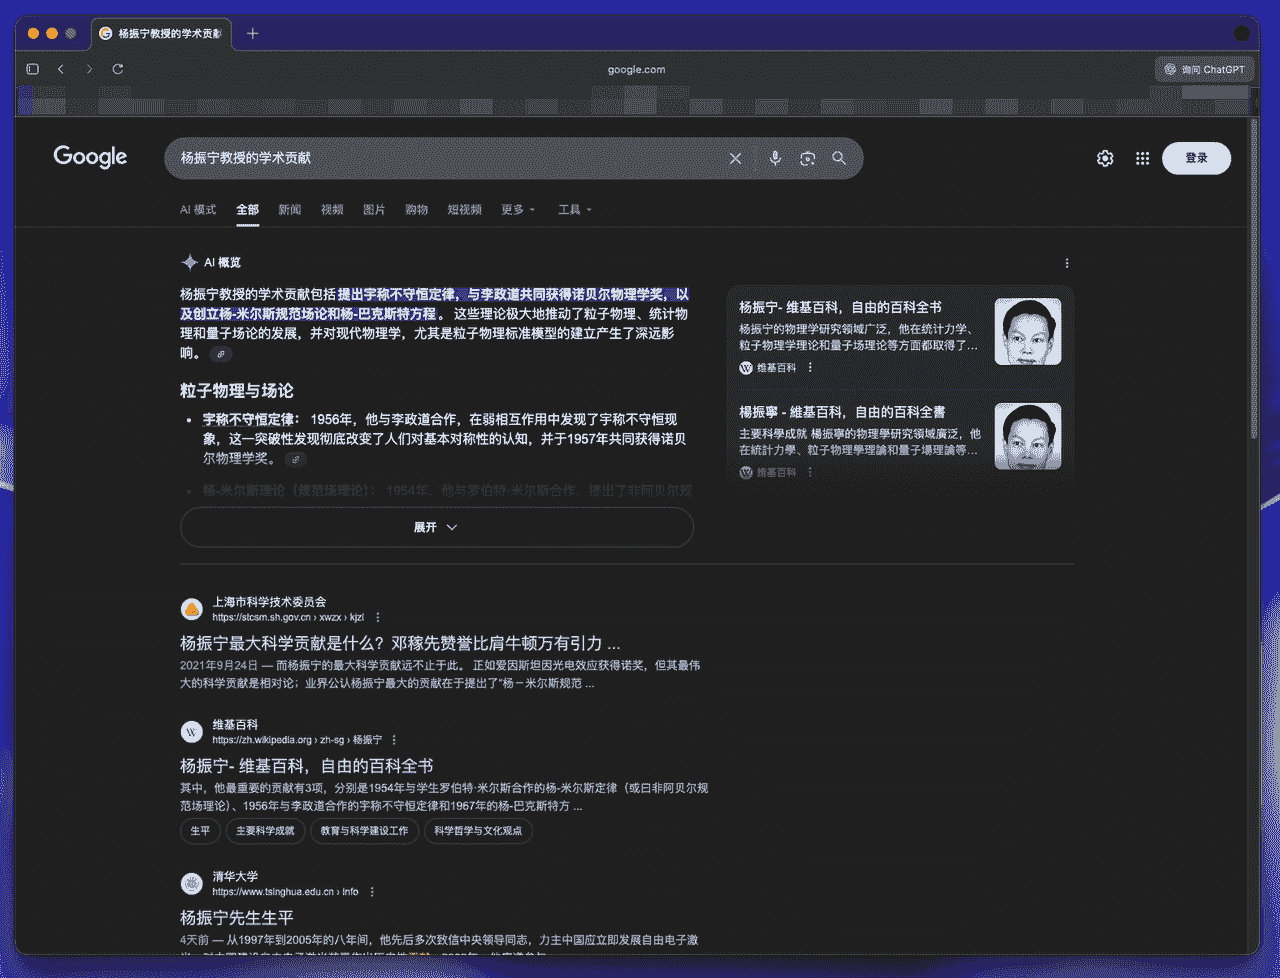 杨振宁教授的学术贡献
google.com
询问 ChatGPT
Google
杨振宁教授的学术贡献
登录
AI 模式 全部 新闻 视频 图片 购物 短视频 更多 工具
AI 概览
杨振宁教授的学术贡献包括提出宇称不守恒定律，与李政道共同获得诺贝尔物理学奖，以
及创立杨-米尔斯规范场论和杨-巴克斯特方程。 这些理论极大地推动了粒子物理、统计物
理和量子场论的发展，并对现代物理学，尤其是粒子物理标准模型的建立产生了深远影
响。
粒子物理与场论
宇称不守恒定律： 1956年，他与李政道合作，在弱相互作用中发现了宇称不守恒现
象，这一突破性发现彻底改变了人们对基本对称性的认知，并于1957年共同获得诺贝
尔物理学奖。
杨-米尔斯理论（规范场理论）： 1954年，他与罗伯特·米尔斯合作，提出了非阿贝尔规
展开
杨振宁- 维基百科，自由的百科全书
杨振宁的物理学研究领域广泛，他在统计力学、
粒子物理学理论和量子场论等方面都取得了...
维基百科
楊振寧 - 維基百科，自由的百科全書
主要科學成就 楊振寧的物理學研究領域廣泛，他
在統計力學、粒子物理學理論和量子場理論等...
维基百科
上海市科学技术委员会
https://stcsm.sh.gov.cn › xwzx › kjzl
杨振宁最大科学贡献是什么？邓稼先赞誉比肩牛顿万有引力 ...
2021年9月24日 — 而杨振宁的最大科学贡献远不止于此。 正如爱因斯坦因光电效应获得诺奖，但其最伟
大的科学贡献是相对论；业界公认杨振宁最大的贡献在于提出了“杨－米尔斯规范 ...
维基百科
https://zh.wikipedia.org › zh-sg › 杨振宁
杨振宁- 维基百科，自由的百科全书
其中，他最重要的贡献有3项，分别是1954年与学生罗伯特·米尔斯合作的杨-米尔斯定律（或曰非阿贝尔规
范场理论）、1956年与李政道合作的宇称不守恒定律和1967年的杨-巴克斯特方 ...
生平 主要科学成就 教育与科学建设工作 科学哲学与文化观点
清华大学
https://www.tsinghua.edu.cn › info
杨振宁先生生平
4天前 — 从1997年到2005年的八年间，他先后多次致信中央领导同志，力主中国应立即发展自由电子激